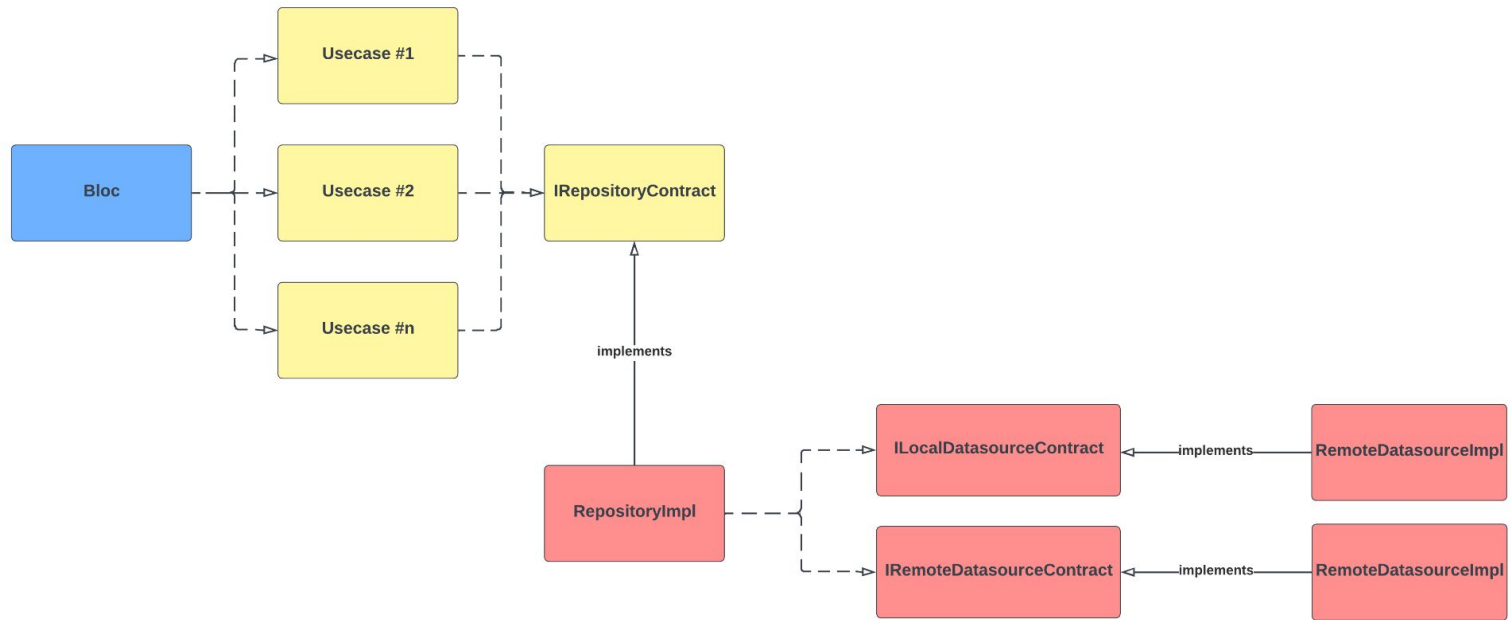 Usecase #1
Bloc
Usecase #2
IRepositoryContract
Usecase #n
implements
ILocalDatasourceContract
implements
RemoteDatasourceImpl
RepositoryImpl
IRemoteDatasourceContract
implements
RemoteDatasourceImpl